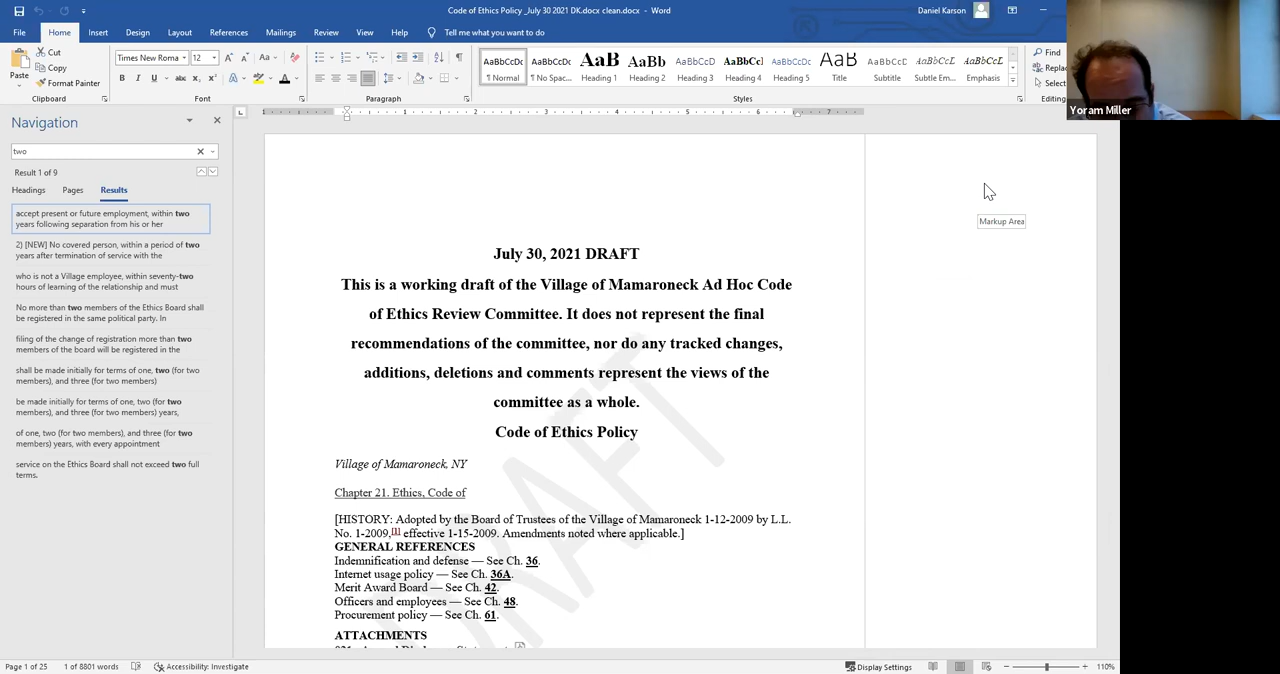 Code of Ethics Policy _July 30 2021 DK.docx clean.docx - Word
Daniel Karson
File Home Insert Draw Design Layout References Mailings Review View Help Tell me what you want to do
Paste
Cut
Copy
Format Painter
Clipboard
Times New Roma 12
B I U abc x₂ x²
Font
Paragraph
AaBbCcDc AaBbCcDc AaB AaBb AaBbCcD AaBbCcI AaBbCcDc AaB AaBbCcD AaBbCcL AaBbCcL
¶ Normal ¶ No Spac... Heading 1 Heading 2 Heading 3 Heading 4 Heading 5 Title Subtitle Subtle Em... Emphasis
Styles
Find
Replac
Select
Editing
Yoram Miller
Navigation
two
Result 1 of 9
Headings Pages Results
accept present or future employment, within two
years following separation from his or her
2) [NEW] No covered person, within a period of two
years after termination of service with the
who is not a Village employee, within seventy-two
hours of learning of the relationship and must
No more than two members of the Ethics Board shall
be registered in the same political party. In
filing of the change of registration more than two
members of the board will be registered in the
shall be made initially for terms of one, two (for two
members), and three (for two members)
be made initially for terms of one, two (for two
members), and three (for two members) years,
of one, two (for two members), and three (for two
members) years, with every appointment
service on the Ethics Board shall not exceed two full
terms.
Markup Area
July 30, 2021 DRAFT
This is a working draft of the Village of Mamaroneck Ad Hoc Code
of Ethics Review Committee. It does not represent the final
recommendations of the committee, nor do any tracked changes,
additions, deletions and comments represent the views of the
committee as a whole.
Code of Ethics Policy
Village of Mamaroneck, NY
Chapter 21. Ethics, Code of
[HISTORY: Adopted by the Board of Trustees of the Village of Mamaroneck 1-12-2009 by L.L.
No. 1-2009,[1] effective 1-15-2009. Amendments noted where applicable.]
GENERAL REFERENCES
Indemnification and defense — See Ch. 36.
Internet usage policy — See Ch. 36A.
Merit Award Board — See Ch. 42.
Officers and employees — See Ch. 48.
Procurement policy — See Ch. 61.
ATTACHMENTS
DRAFT
Page 1 of 25 1 of 8801 words Accessibility: Investigate
Display Settings
110%